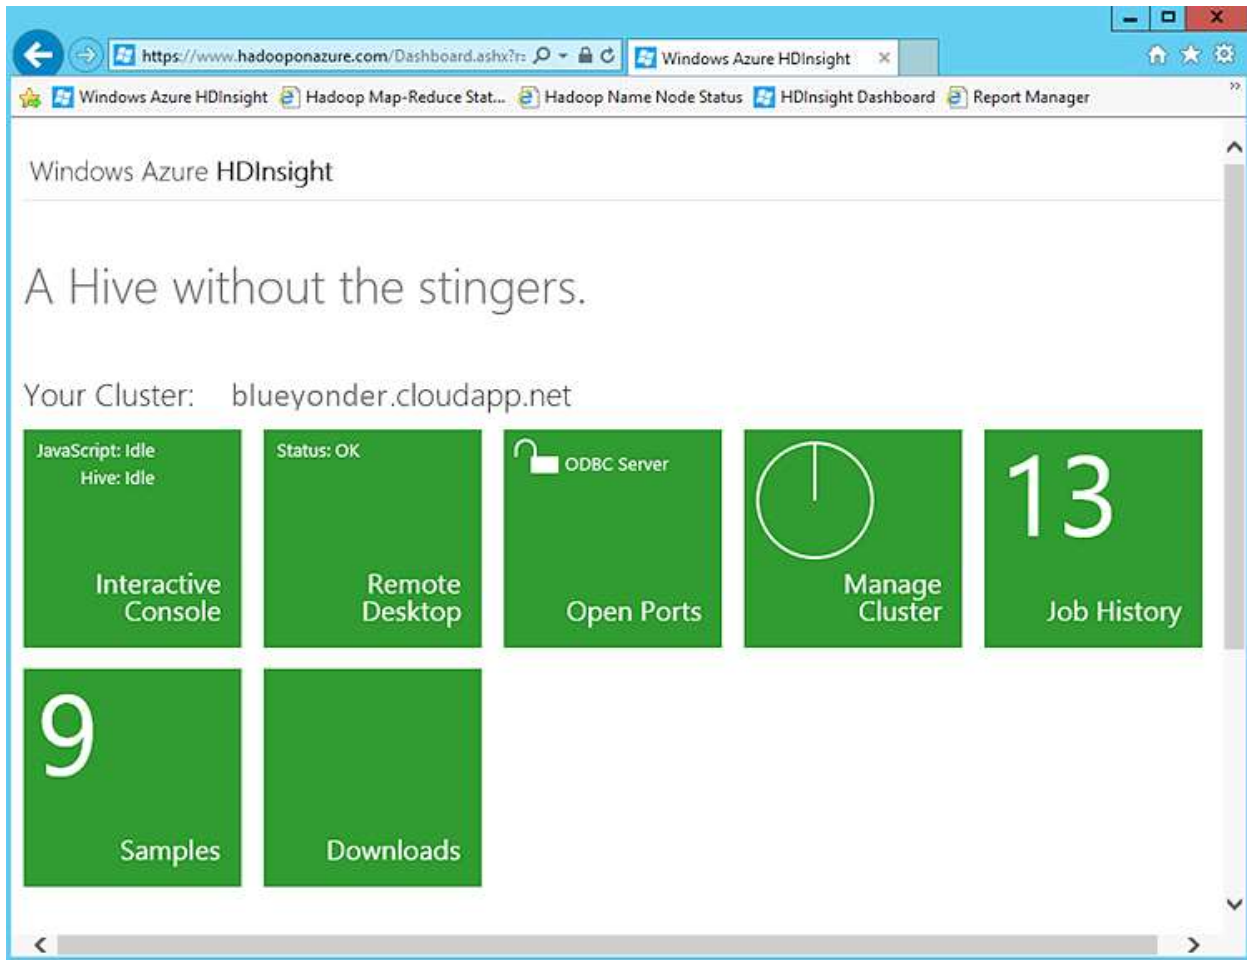 https://www.hadooponazure.com/Dashboard.ashx?r=
Windows Azure HDInsight
Windows Azure HDInsight
Hadoop Map-Reduce Stat...
Hadoop Name Node Status
HDInsight Dashboard
Report Manager
Windows Azure HDInsight
A Hive without the stingers.
Your Cluster: blueyonder.cloudapp.net
JavaScript: Idle
Hive: Idle
Interactive
Console
Status: OK
Remote
Desktop
ODBC Server
Open Ports
Manage
Cluster
13
Job History
9
Samples
Downloads